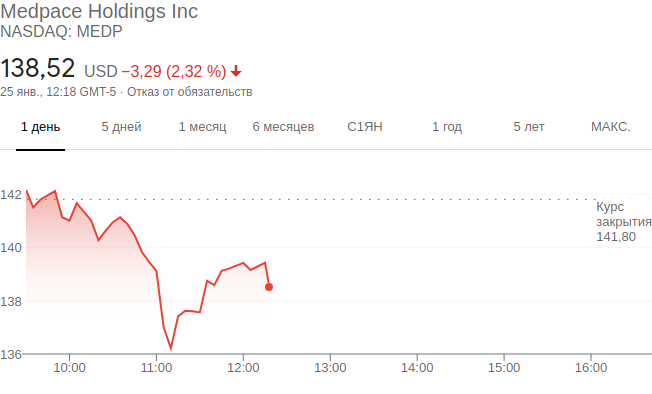 Medpace Holdings Inc
NASDAQ: MEDP
138,52 USD −3,29 (2,32 %)
25 янв., 12:18 GMT-5 · Отказ от обязательств
1 день 5 дней 1 месяц 6 месяцев С1ЯН 1 год 5 лет МАКС.
142
Курс
закрытия
141,80
140
138
136
10:00 11:00 12:00 13:00 14:00 15:00 16:00